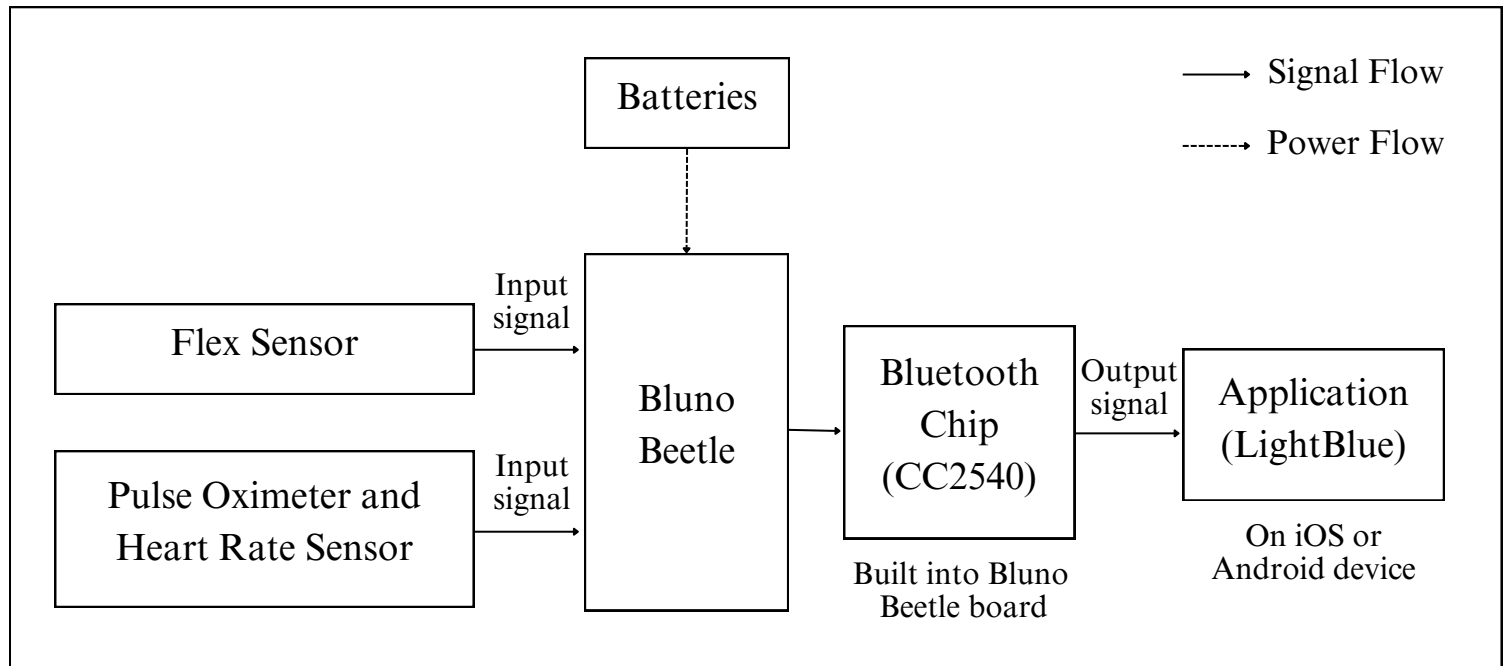 Batteries
Signal Flow
Power Flow
Input
signal
Flex Sensor
Input
signal
Pulse Oximeter and
Heart Rate Sensor
Bluno
Beetle
Bluetooth
Chip
(CC2540)
Built into Bluno
Beetle board
Output
signal
Application
(LightBlue)
On iOS or
Android device